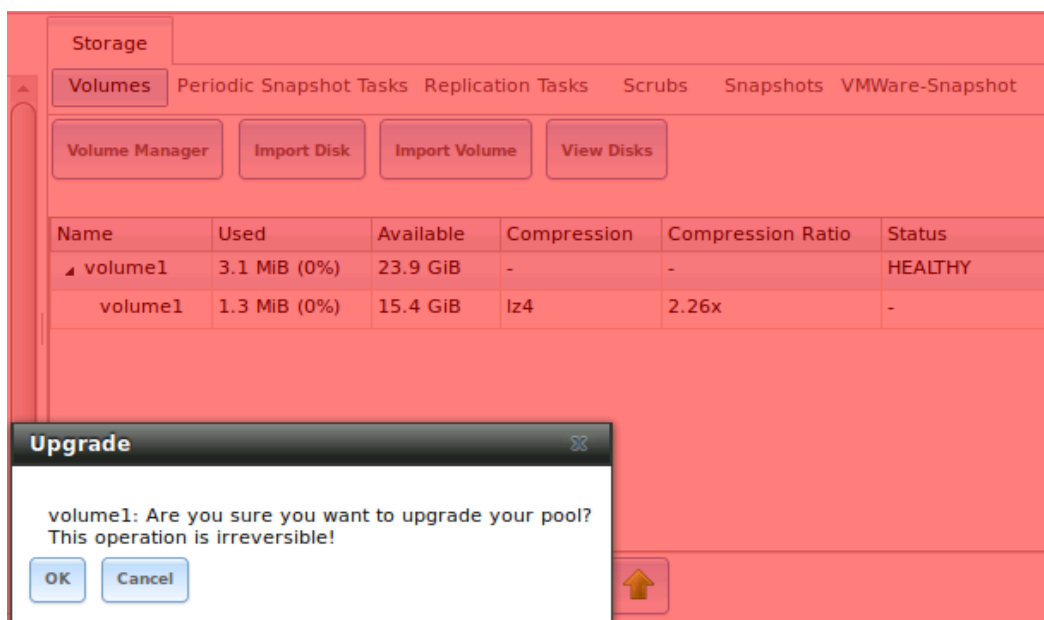 Storage
Volumes Periodic Snapshot Tasks Replication Tasks Scrubs Snapshots VMWare-Snapshot
Volume Manager Import Disk Import Volume View Disks
Name Used Available Compression Compression Ratio Status
volume1 3.1 MiB (0%) 23.9 GiB - - HEALTHY
volume1 1.3 MiB (0%) 15.4 GiB lz4 2.26x -
Upgrade
volume1: Are you sure you want to upgrade your pool?
This operation is irreversible!
OK Cancel